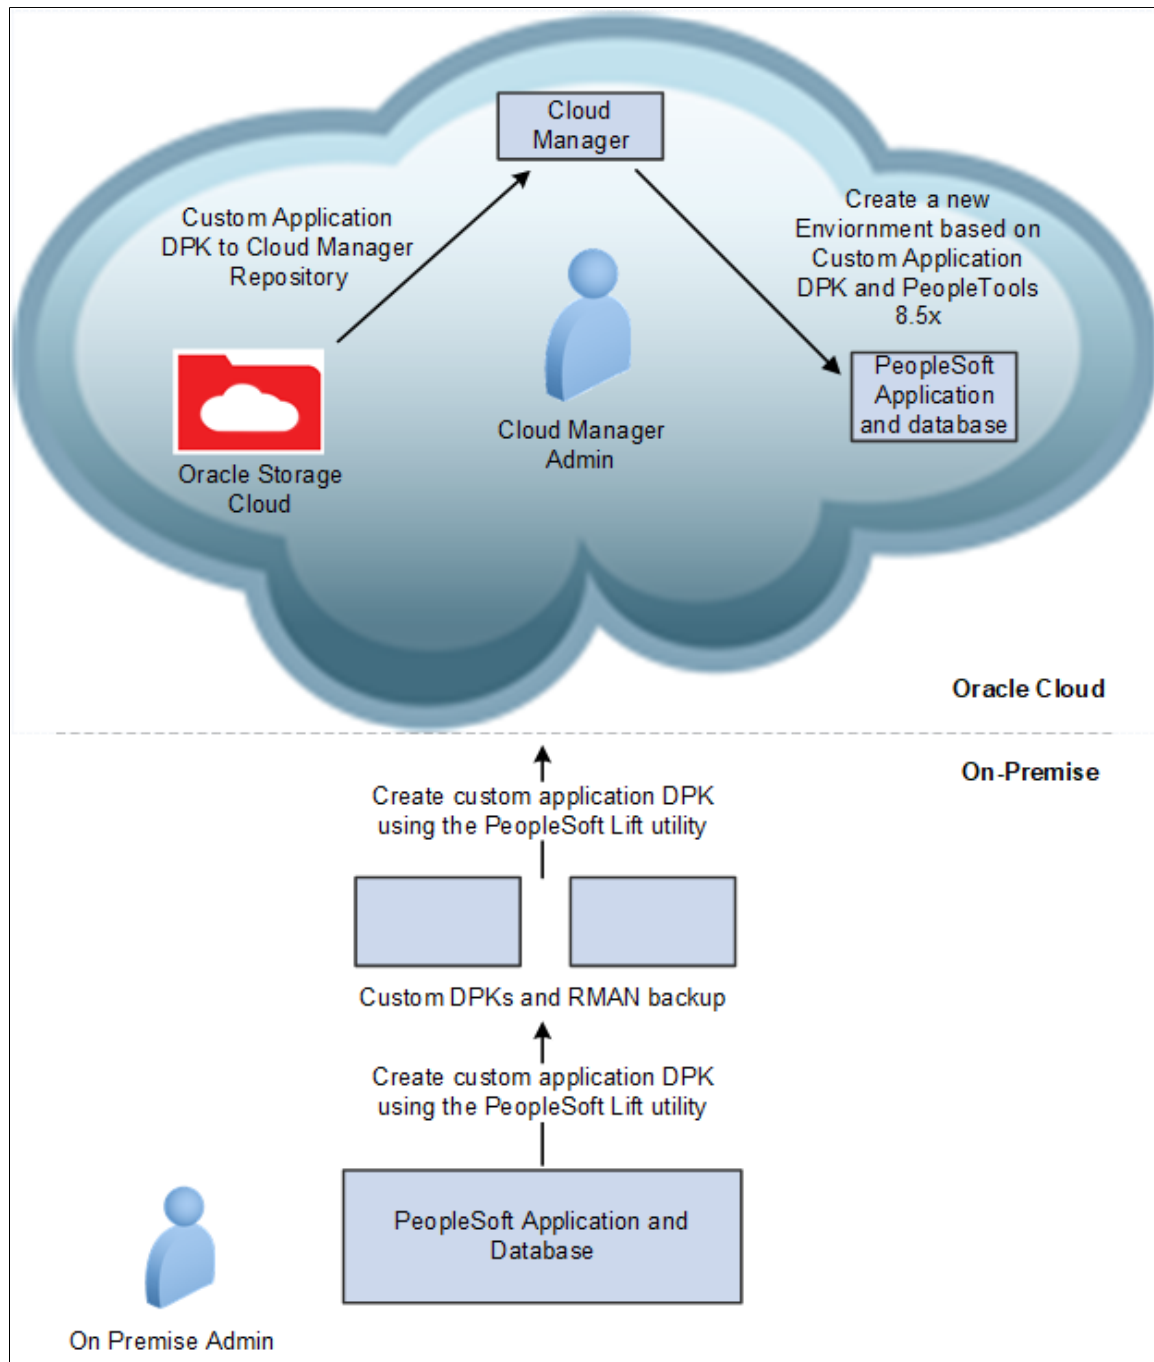 Cloud
Manager
Custom Application
DPK to Cloud Manager
Repository
Create a new
Enviornment based on
Custom Application
DPK and PeopleTools
8.5x
PeopleSoft
Application
and database
Cloud Manager
Admin
Oracle Storage
Cloud
Oracle Cloud
On-Premise
Create custom application DPK
using the PeopleSoft Lift utility
Custom DPKs and RMAN backup
Create custom application DPK
using the PeopleSoft Lift utility
PeopleSoft Application and
Database
On Premise Admin